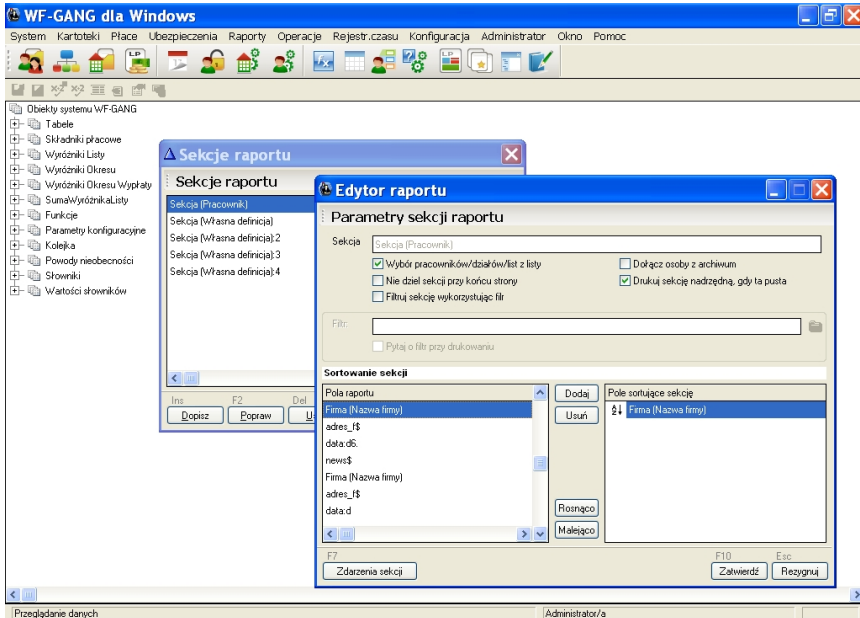 WF-GANG dla Windows
System Kartoteki Płace Ubezpieczenia Raporty Operacje Rejestr.czasu Konfiguracja Administrator Okno Pomoc
Obiekty systemu WF-GANG
Tabele
Składniki płacowe
Wyróżniki Listy
Wyróżniki Okresu
Wyróżniki Okresu Wypłaty
SumaWyróżnikaListy
Funkcje
Parametry konfiguracyjne
Kolejka
Powody nieobecności
Słowniki
Wartości słowników
Sekcje raportu
Sekcje raportu
Sekcja (Pracownik)
Sekcja (Własna definicja)
Sekcja (Własna definicja):2
Sekcja (Własna definicja):3
Sekcja (Własna definicja):4
Ins F2 Del
Dopisz Popraw
Edytor raportu
Parametry sekcji raportu
Sekcja Sekcja (Pracownik)
Wybór pracowników/działów/list z listy Dołącz osoby z archiwum
Nie dziel sekcji przy końcu strony Drukuj sekcję nadrzędną, gdy ta pusta
Filtruj sekcję wykorzystując filr
Filtr:
Pytaj o filtr przy drukowaniu
Sortowanie sekcji
Pola raportu Dodaj Pole sortujące sekcję
Firma (Nazwa firmy) Usuń Firma (Nazwa firmy)
adres_f$
data:d6.
news$
Firma (Nazwa firmy)
adres_f$
data:d
Rosnąco
Malejąco
F7 F10 Esc
Zdarzenia sekcji Zatwierdź Rezygnuj
Przeglądanie danych Administrator/a